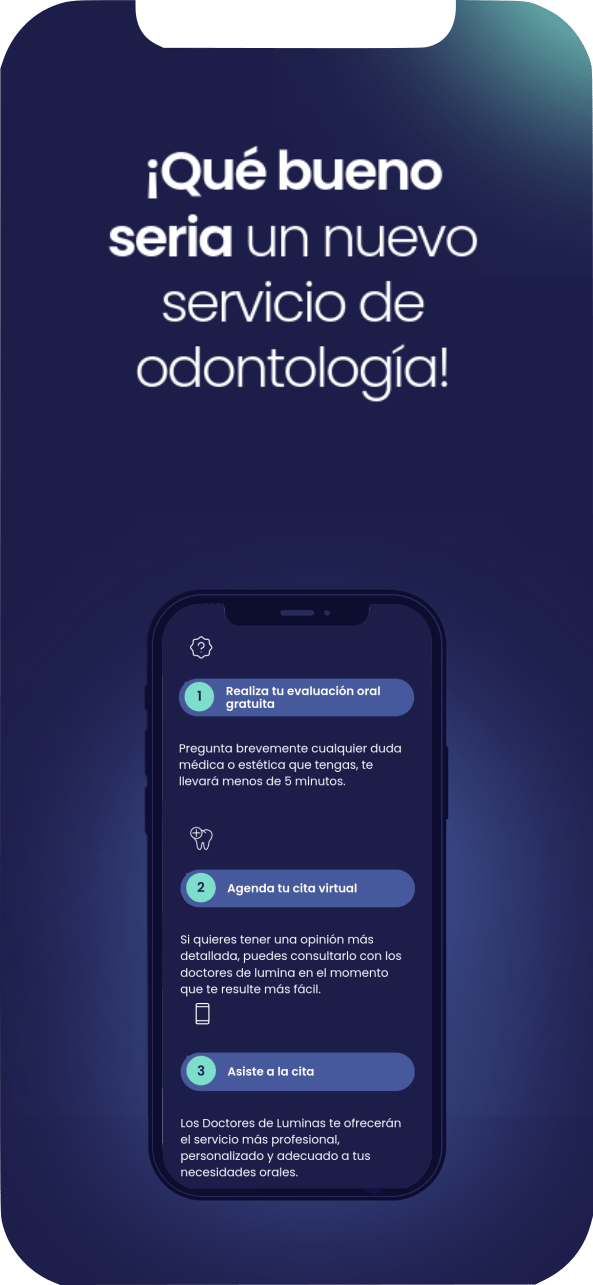 ¡Qué bueno
seria un nuevo
servicio de
odontología!
1
Realiza tu evaluación oral
gratuita
Pregunta brevemente cualquier duda
médica o estética que tengas, te
llevará menos de 5 minutos.
2
Agenda tu cita virtual
Si quieres tener una opinión más
detallada, puedes consultarlo con los
doctores de lumina en el momento
que te resulte más fácil.
3
Asiste a la cita
Los Doctores de Luminas te ofrecerán
el servicio más profesional,
personalizado y adecuado a tus
necesidades orales.